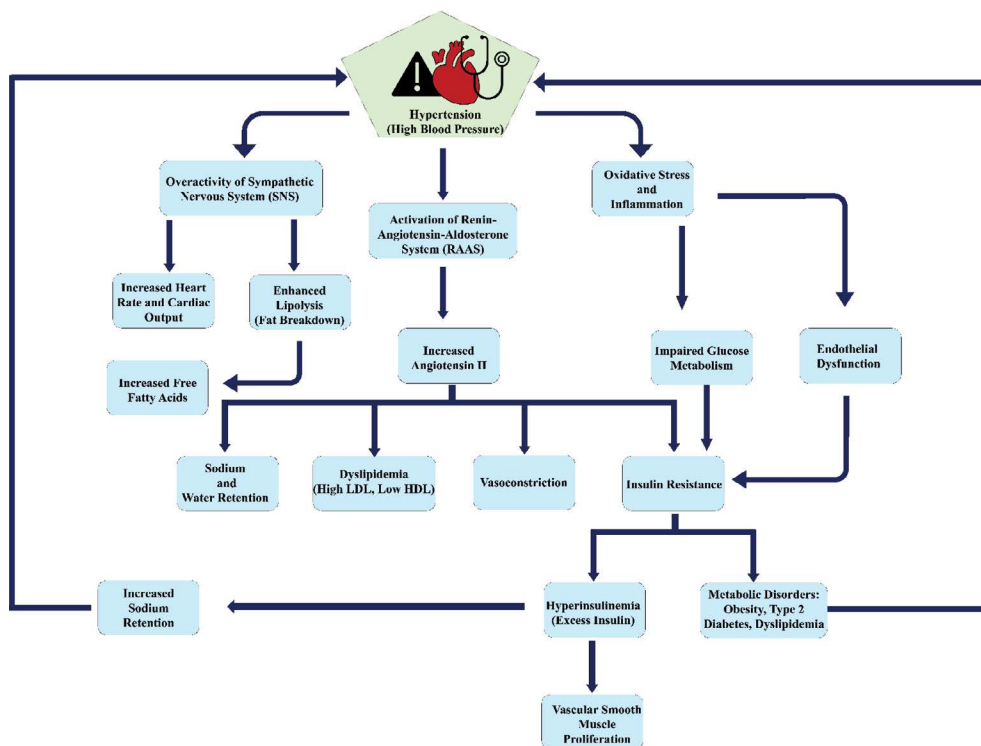 Hypertension
(High Blood Pressure)
Overactivity of Sympathetic
Nervous System (SNS)
Oxidative Stress
and
Inflammation
Activation of Renin-
Angiotensin-Aldosterone
System (RAAS)
Increased Heart
Rate and Cardiac
Output
Enhanced
Lipolysis
(Fat Breakdown)
Increased
Angiotensin II
Impaired Glucose
Metabolism
Endothelial
Dysfunction
Increased Free
Fatty Acids
Sodium
and
Water Retention
Dyslipidemia
(High LDL, Low HDL)
Vasoconstriction
Insulin Resistance
Increased
Sodium
Retention
Hyperinsulinemia
(Excess Insulin)
Metabolic Disorders:
Obesity, Type 2
Diabetes, Dyslipidemia
Vascular Smooth
Muscle
Proliferation